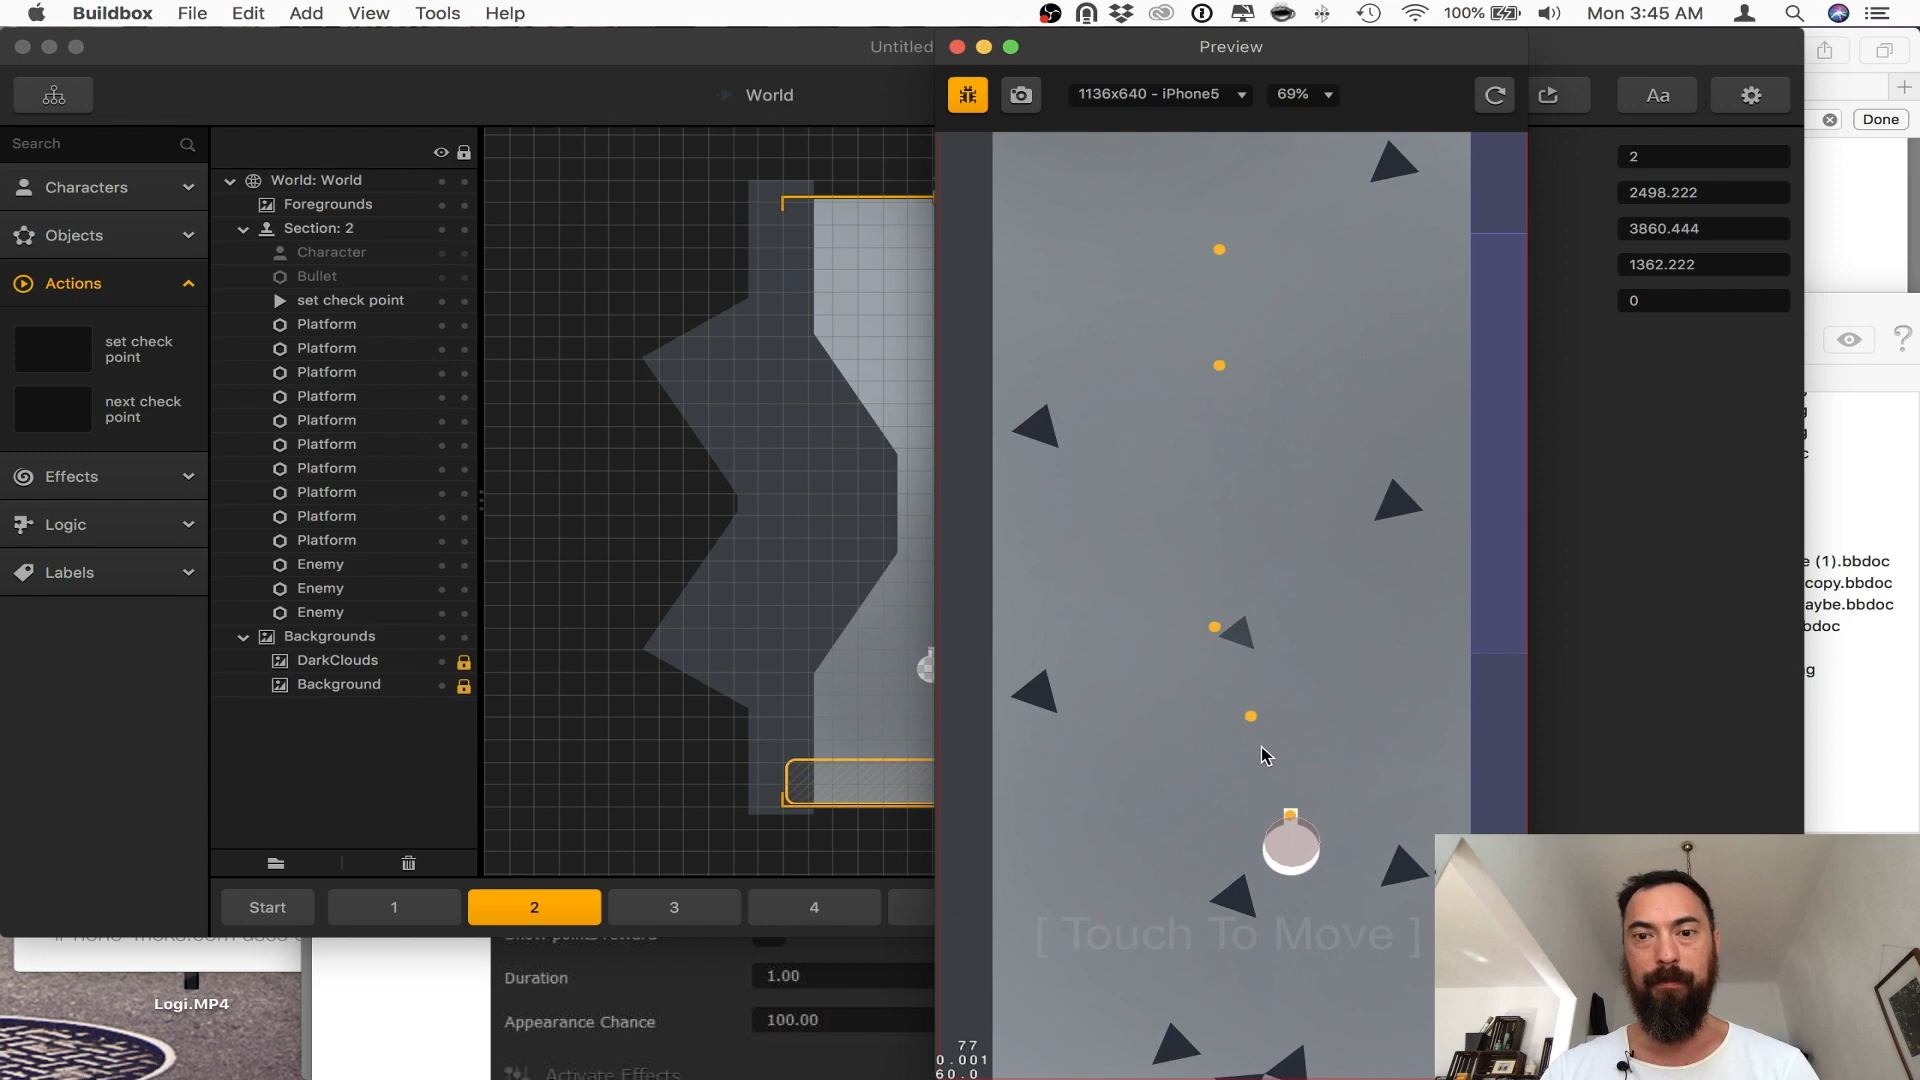 Buildbox File Edit Add View Tools Help
100% Mon 3:45 AM
Untitled
Preview
World
1136x640 - iPhone5 69%
Aa
Done
Search
Characters
Objects
Actions
set check
point
next check
point
Effects
Logic
Labels
World: World
Foregrounds
Section: 2
Character
Bullet
set check point
Platform
Platform
Platform
Platform
Platform
Platform
Platform
Platform
Platform
Platform
Enemy
Enemy
Enemy
Backgrounds
DarkClouds
Background
2
2498.222
3860.444
1362.222
0
e (1).bbdoc
copy.bbdoc
aybe.bbdoc
bdoc
Start 1 2 3 4
[ Touch To Move ]
77
0.001
60.0
Duration 1.00
Appearance Chance 100.00
Activate Effects
Logi.MP4